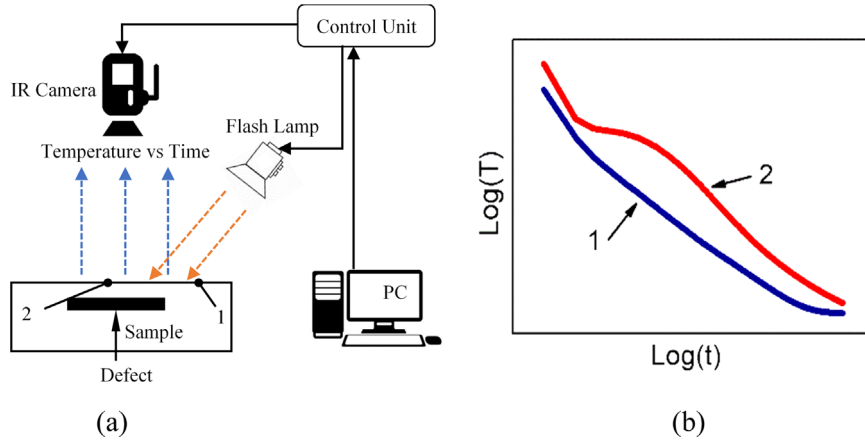 Control Unit
IR Camera
Flash Lamp
Temperature vs Time
PC
2
1
Sample
Defect
(a)
Log(T)
2
1
Log(t)
(b)